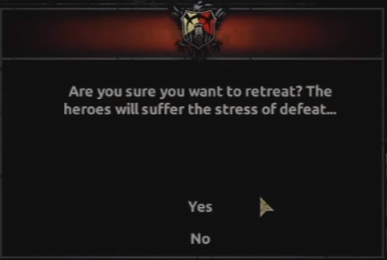 Are you sure you want to retreat? The
heroes will suffer the stress of defeat...
Yes
No